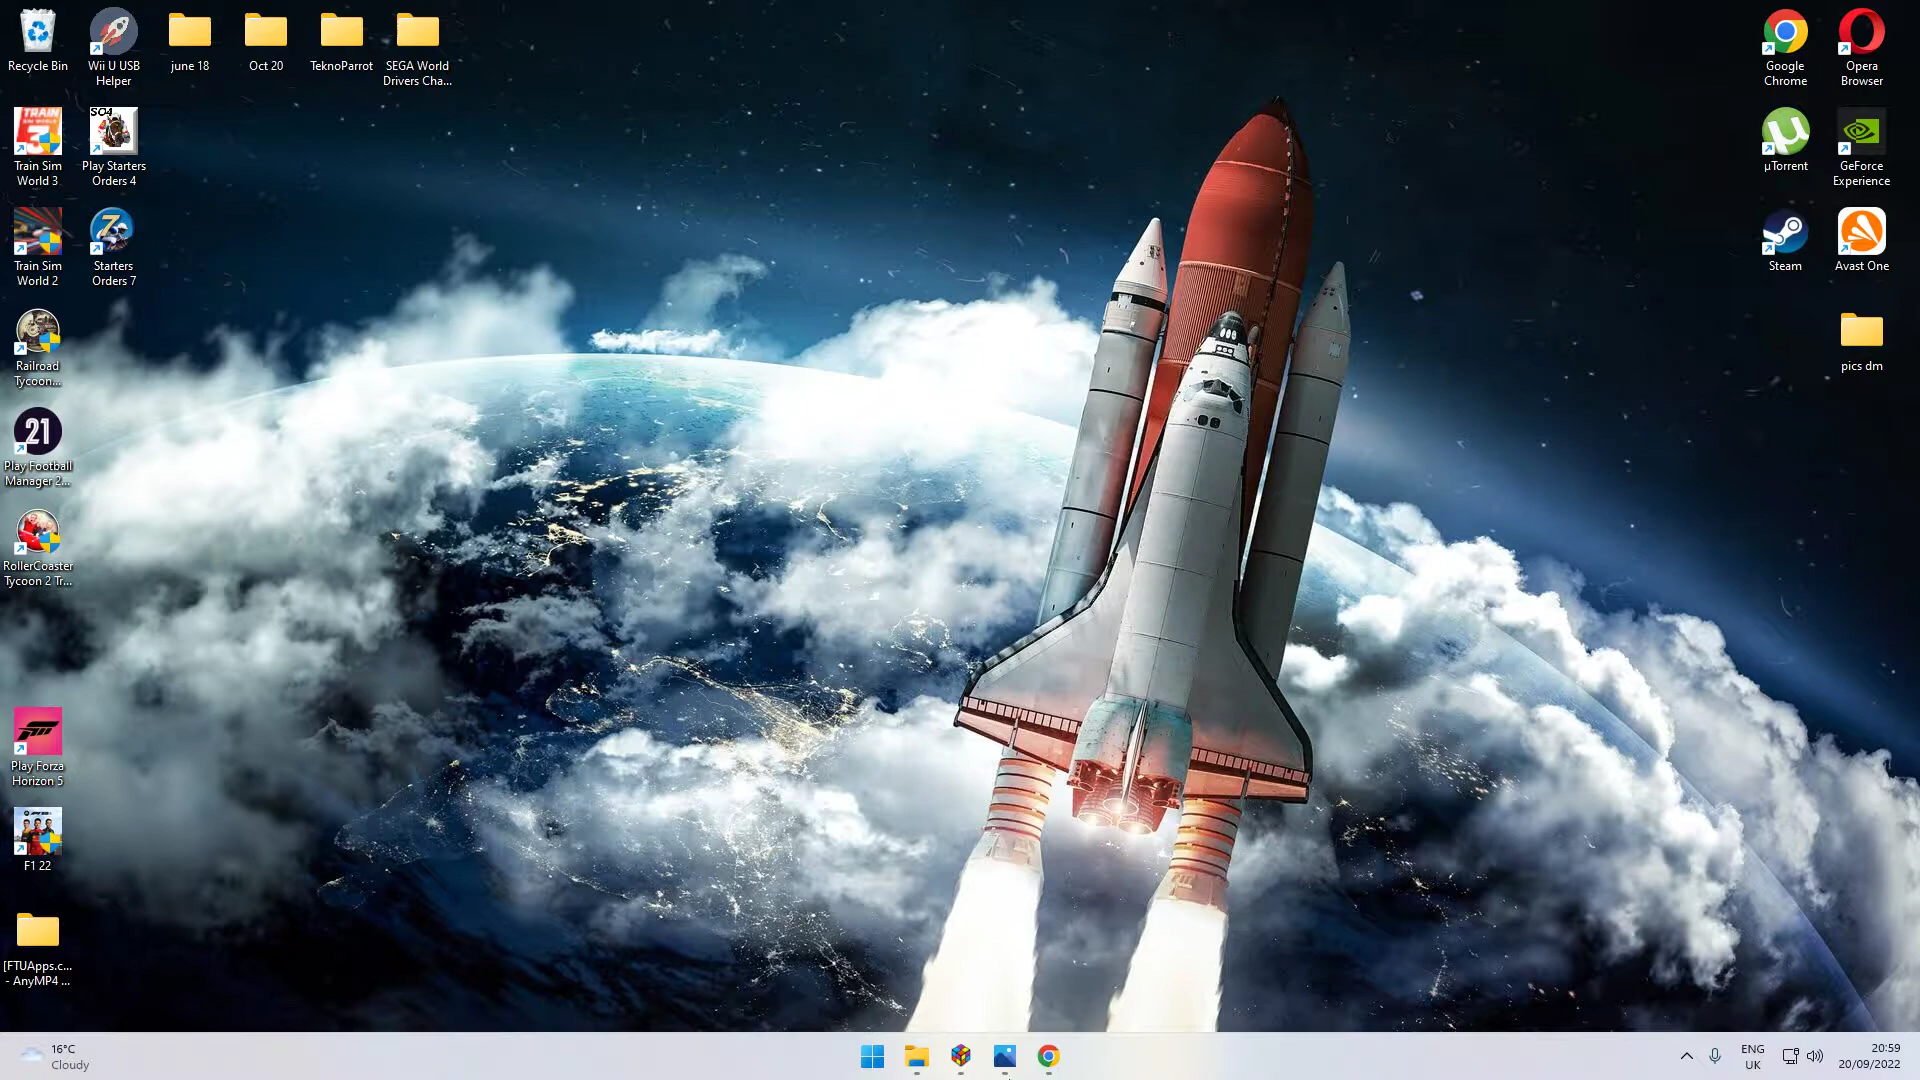 Recycle Bin
Wii U USB
Helper
june 18
Oct 20
TeknoParrot
SEGA World
Drivers Cha...
Google
Chrome
Opera
Browser
TRAIN
Train Sim
World 3
SO4
Play Starters
Orders 4
µTorrent
GeForce
Experience
Train Sim
World 2
7
Starters
Orders 7
Steam
Avast One
Railroad
Tycoon...
pics dm
21
Play Football
Manager 2...
RollerCoaster
Tycoon 2 Tr...
Play Forza
Horizon 5
F1 22
[FTUApps.c...
- AnyMP4 ...
16°C
Cloudy
ENG
UK
20:59
20/09/2022